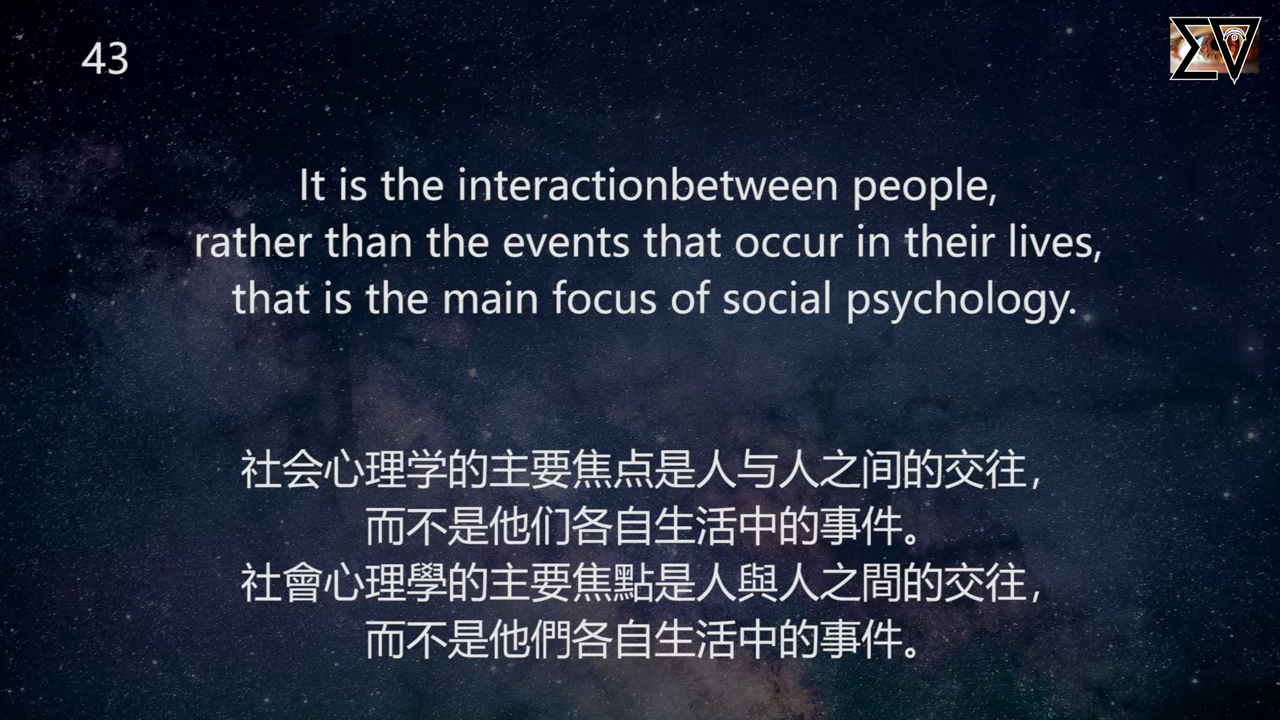 43
It is the interactionbetween people,
rather than the events that occur in their lives,
that is the main focus of social psychology.
社会心理学的主要焦点是人与人之间的交往，
而不是他们各自生活中的事件。
社會心理學的主要焦點是人與人之間的交往，
而不是他們各自生活中的事件。